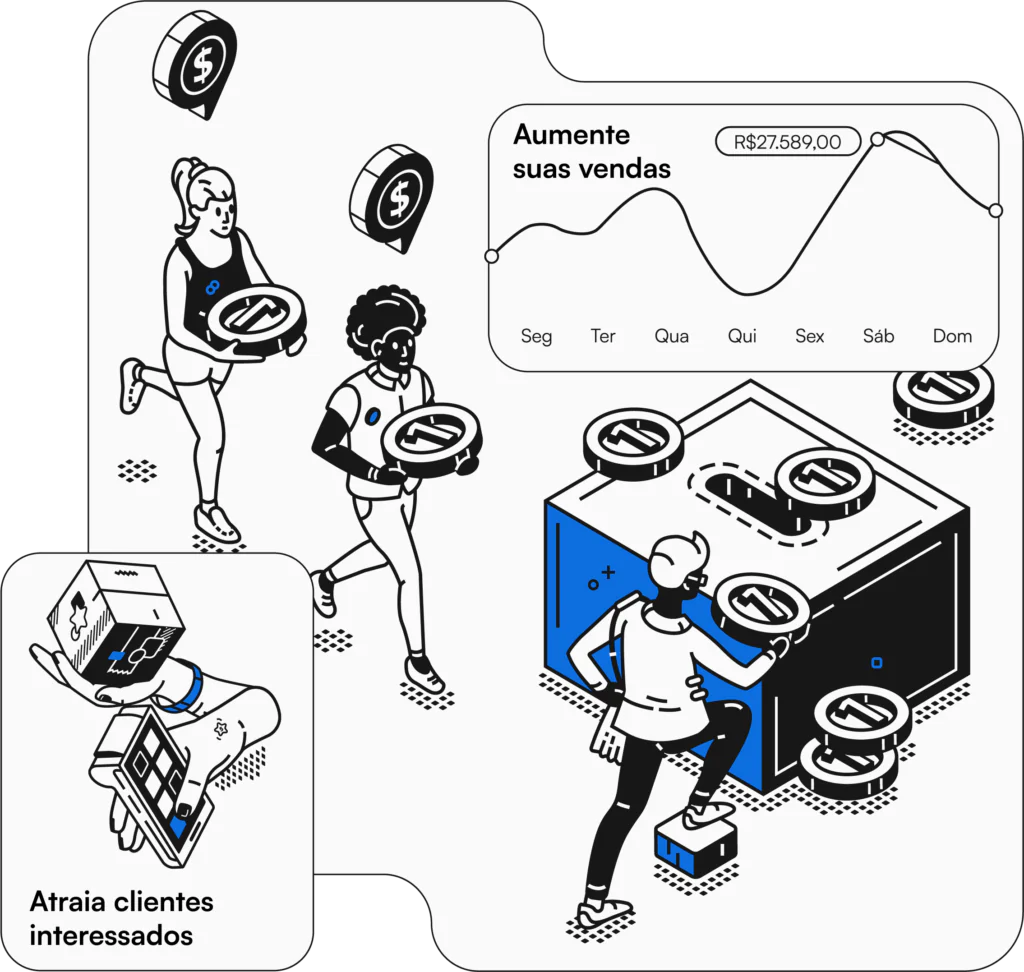 $
$
Aumente
suas vendas
R$27.589,00
Seg Ter Qua Qui Sex Sáb Dom
Atraia clientes
interessados